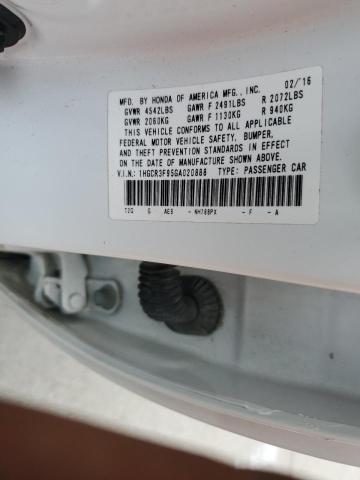 MFD. BY HONDA OF AMERICA MFG., INC. 02/16
GVWR 4542LBS GAWR F 2491LBS R 2072LBS
GVWR 2060KG GAWR F 1130KG R 940KG
THIS VEHICLE CONFORMS TO ALL APPLICABLE
FEDERAL MOTOR VEHICLE SAFETY, BUMPER,
AND THEFT PREVENTION STANDARDS IN EFFECT
ON THE DATE OF MANUFACTURE SHOWN ABOVE.
V.I.N.: 1HGCR3F95GA020888 TYPE: PASSENGER CAR
T2G G AE3 - NH788PX - F - A